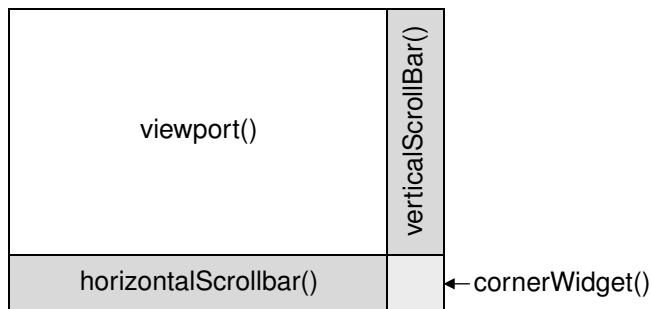 viewport()
verticalScrollBar()
horizontalScrollbar()
cornerWidget()